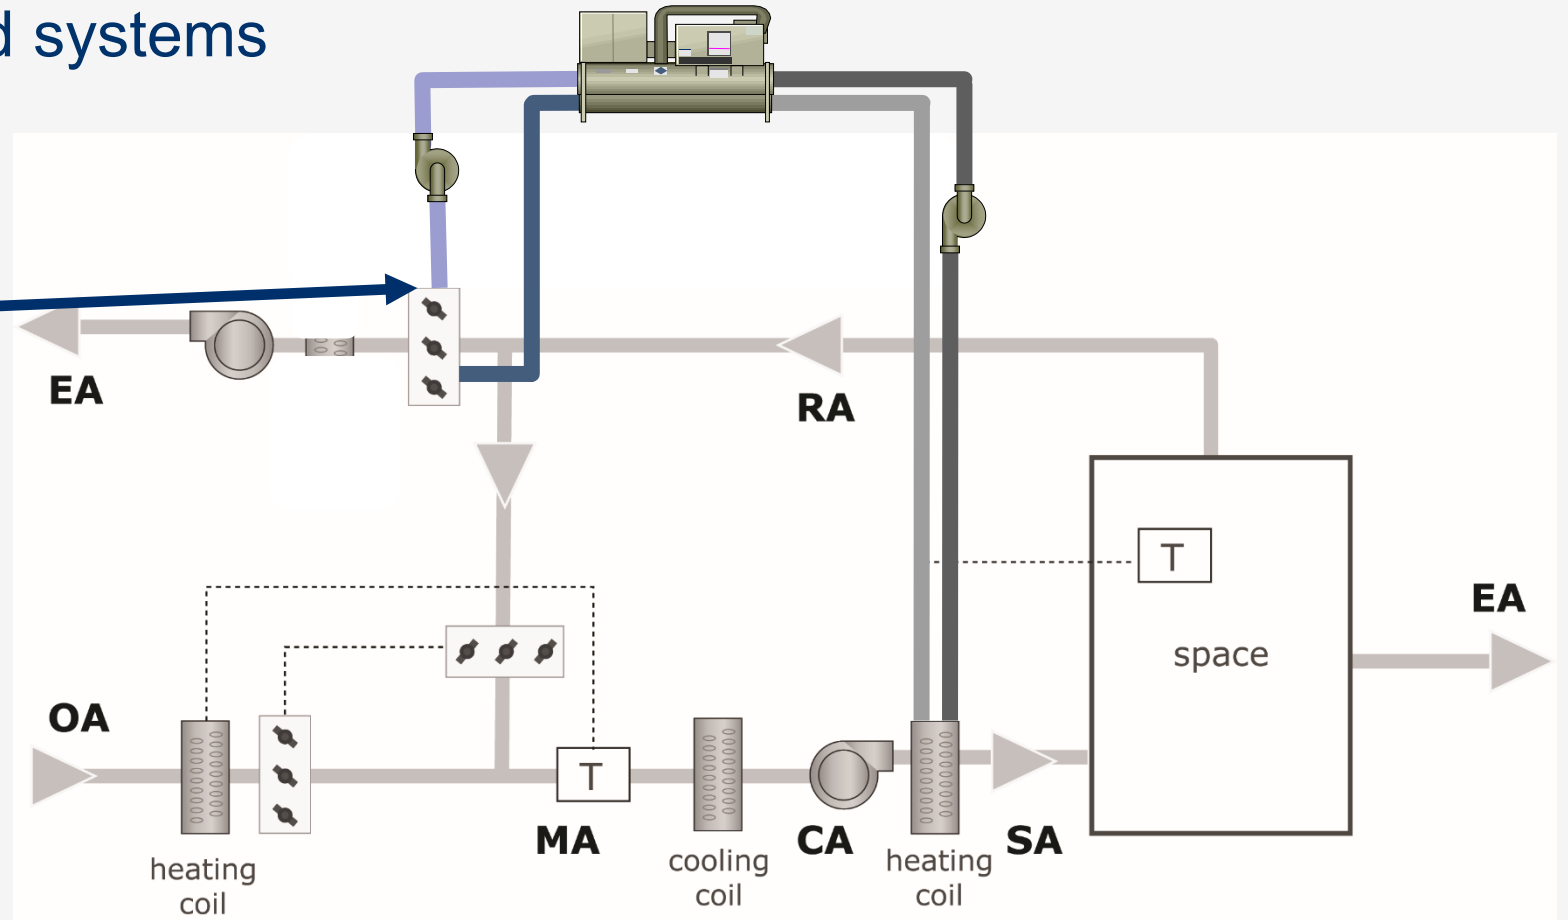 d systems
EA
RA
T
EA
space
OA
T
MA
CA
SA
heating
coil
cooling
coil
heating
coil